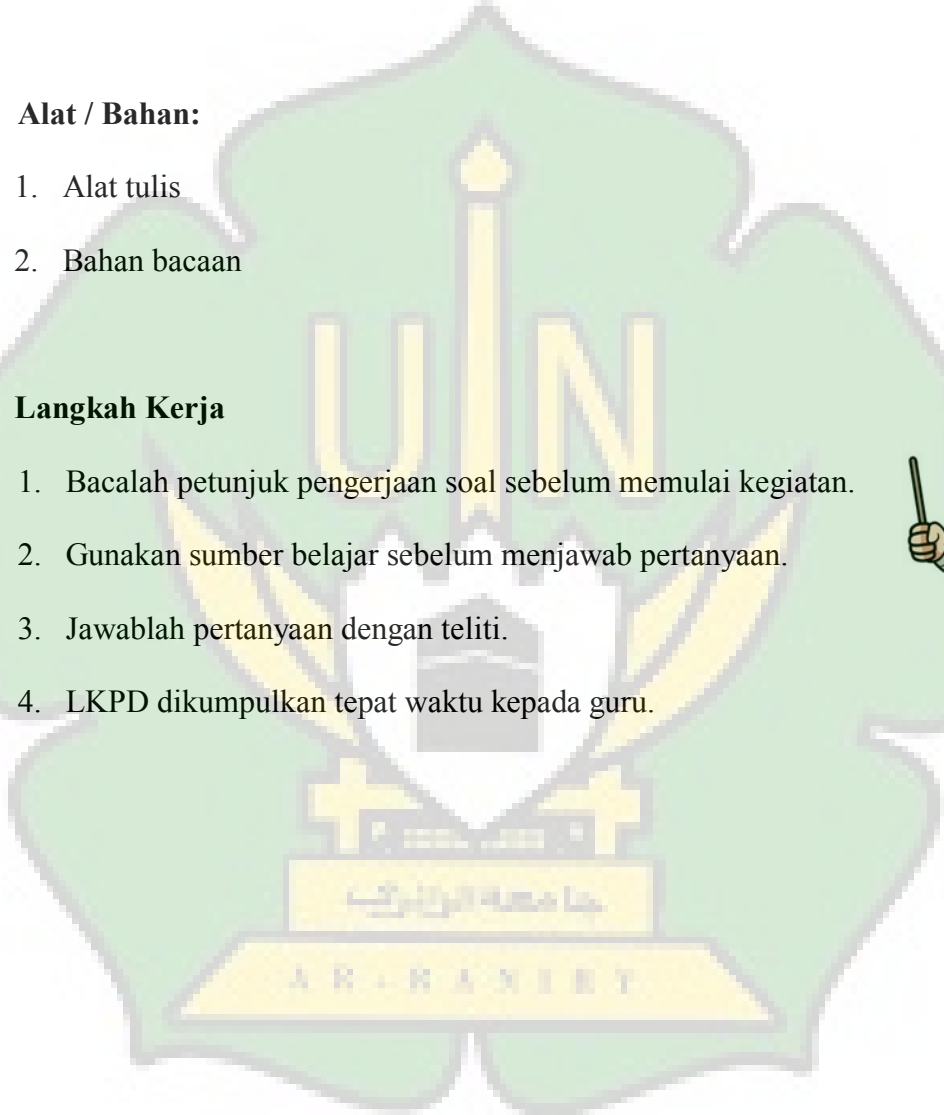 Alat / Bahan:
1. Alat tulis
2. Bahan bacaan
Langkah Kerja
1. Bacalah petunjuk pengerjaan soal sebelum memulai kegiatan.
2. Gunakan sumber belajar sebelum menjawab pertanyaan.
3. Jawablah pertanyaan dengan teliti.
4. LKPD dikumpulkan tepat waktu kepada guru.
UIN
AR-RANIRY